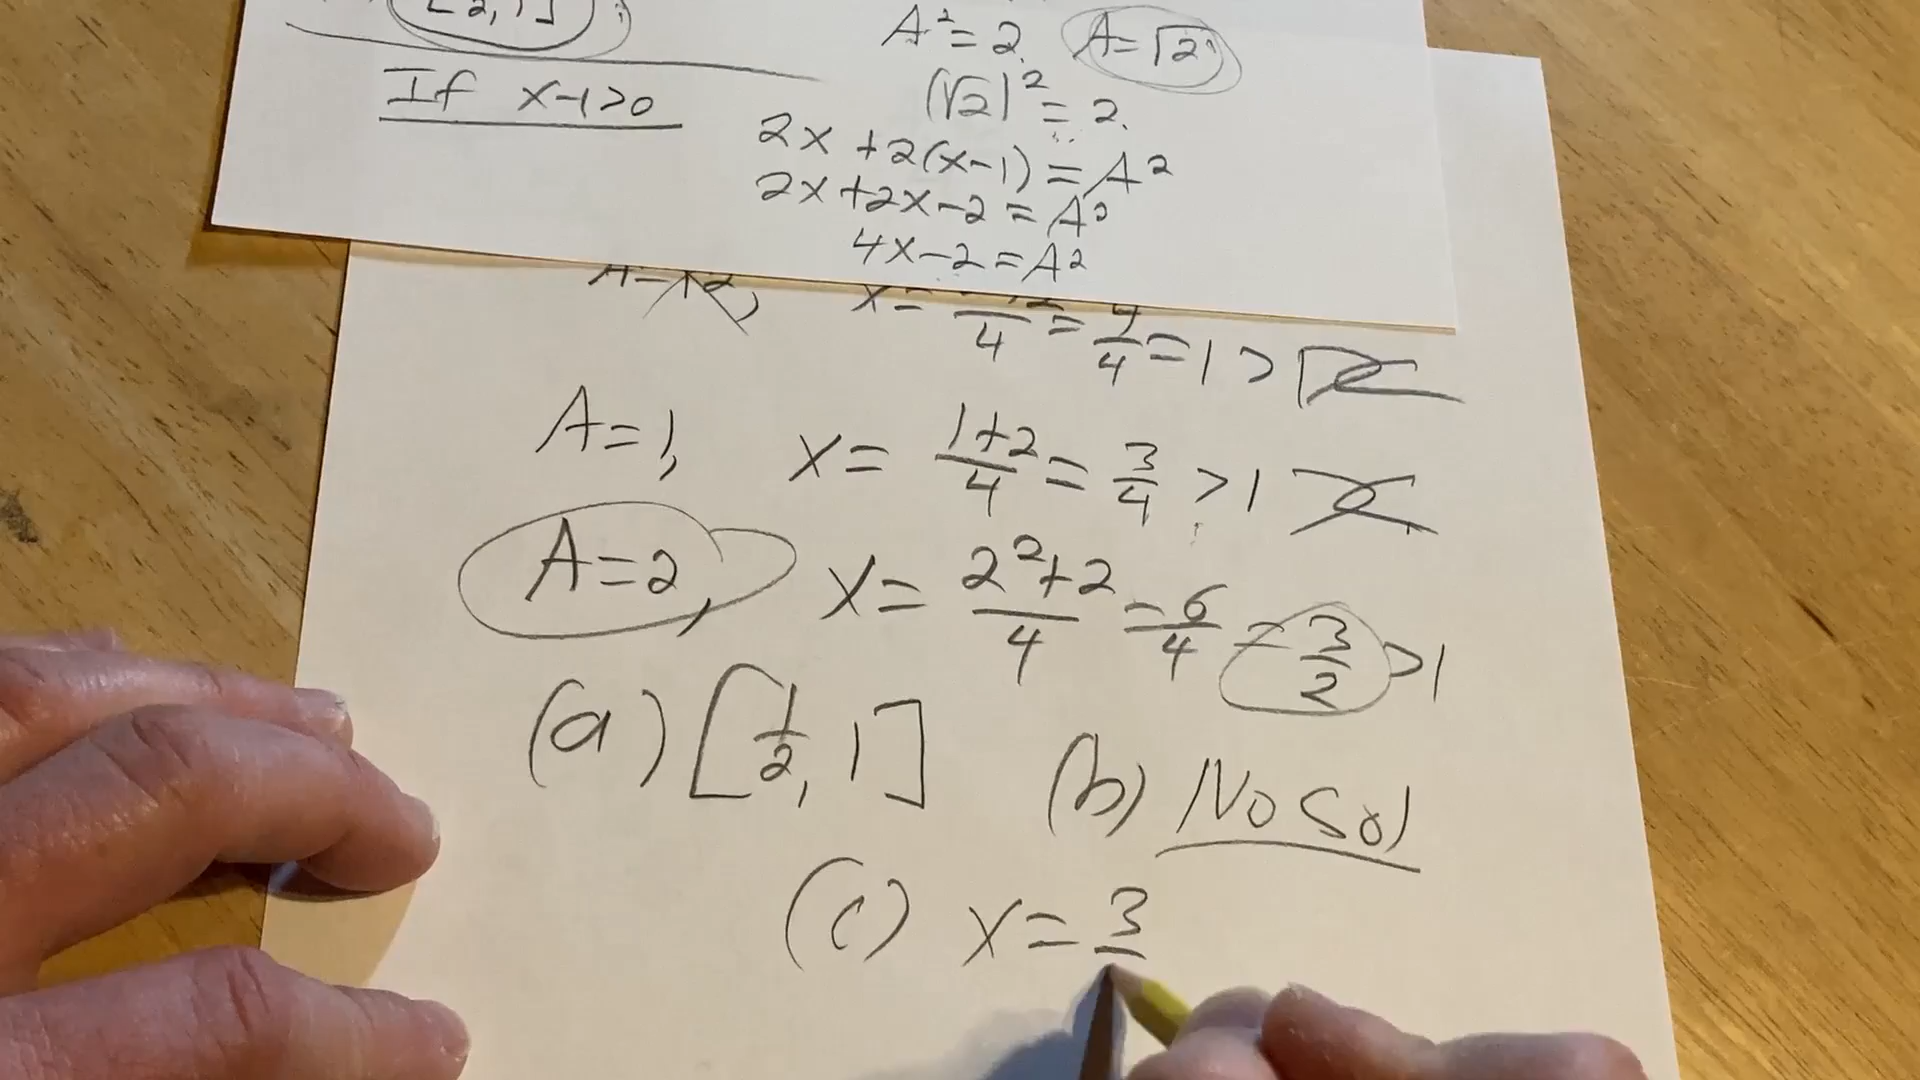 [2, 1]
A² = 2 A = √2
If x-1>0
(√2)² = 2.
2x + 2(x-1) = A²
2x+2x-2 = A²
4x-2 = A²
4 = 4/4 = 1 >
A=1, x = 1+2/4 = 3/4 > 1
A=2, x = 2²+2/4 = 6/4 = 3/2 > 1
(a) [1/2, 1]
(b) No Sol
(c) x = 3